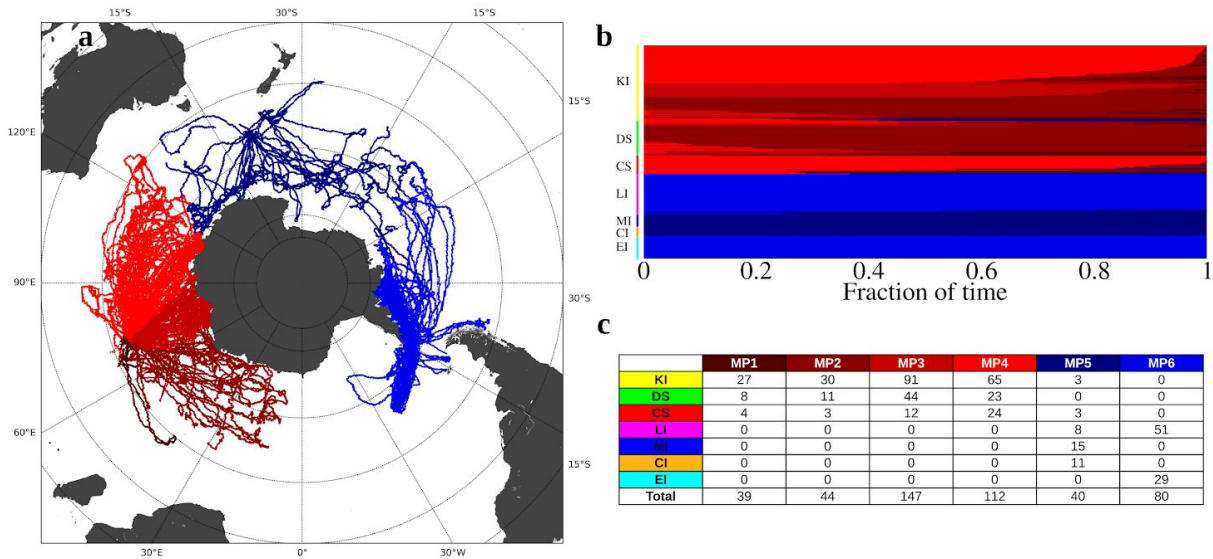 15°S 30°S 15°S
a
120°E
15°S
90°E
30°S
60°E
15°S
30°E 0° 30°W
b
KI
DS
CS
LI
MI
CI
EI
0 0.2 0.4 0.6 0.8 1
Fraction of time
c
MP1 MP2 MP3 MP4 MP5 MP6
KI 27 30 91 65 3 0
DS 8 11 44 23 0 0
CS 4 3 12 24 3 0
LI 0 0 0 0 8 51
MI 0 0 0 0 15 0
CI 0 0 0 0 11 0
EI 0 0 0 0 0 29
Total 39 44 147 112 40 80